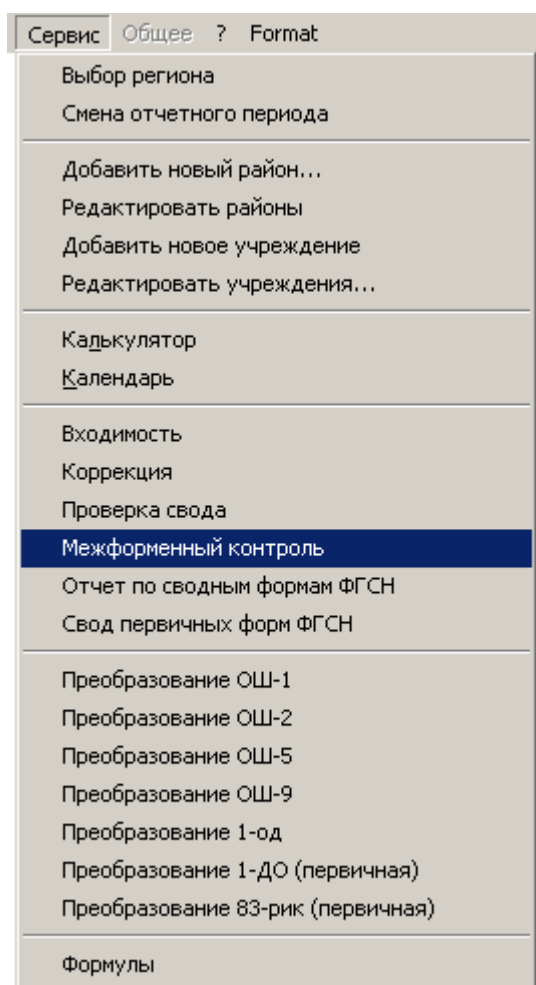 Сервис Общее ? Format
Выбор региона
Смена отчетного периода
Добавить новый район...
Редактировать районы
Добавить новое учреждение
Редактировать учреждения...
Калькулятор
Календарь
Входимость
Коррекция
Проверка свода
Межформенный контроль
Отчет по сводным формам ФГСН
Свод первичных форм ФГСН
Преобразование ОШ-1
Преобразование ОШ-2
Преобразование ОШ-5
Преобразование ОШ-9
Преобразование 1-од
Преобразование 1-ДО (первичная)
Преобразование 83-рик (первичная)
Формулы